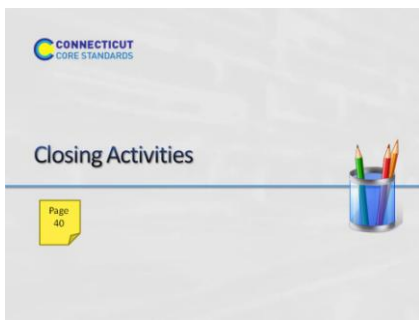 CONNECTICUT
CORE STANDARDS
Closing Activities
Page
40